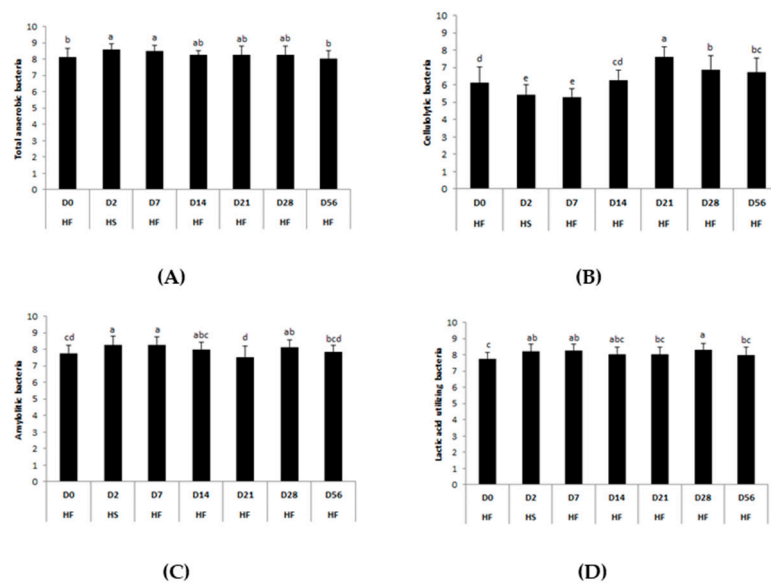 Total anaerobic bacteria
10
9
8
7
6
5
4
3
2
1
0
b
a
a
ab
ab
ab
b
D0 D2 D7 D14 D21 D28 D56
HF HS HF HF HF HF HF
(A)
Cellulolytic bacteria
10
9
8
7
6
5
4
3
2
1
0
d
e
e
cd
a
b
bc
D0 D2 D7 D14 D21 D28 D56
HF HS HF HF HF HF HF
(B)
Amylolitic bacteria
10
9
8
7
6
5
4
3
2
1
0
cd
a
a
abc
d
ab
bcd
D0 D2 D7 D14 D21 D28 D56
HF HS HF HF HF HF HF
(C)
Lactic acid utilizing bacteria
10
9
8
7
6
5
4
3
2
1
0
c
ab
ab
abc
bc
a
bc
D0 D2 D7 D14 D21 D28 D56
HF HS HF HF HF HF HF
(D)